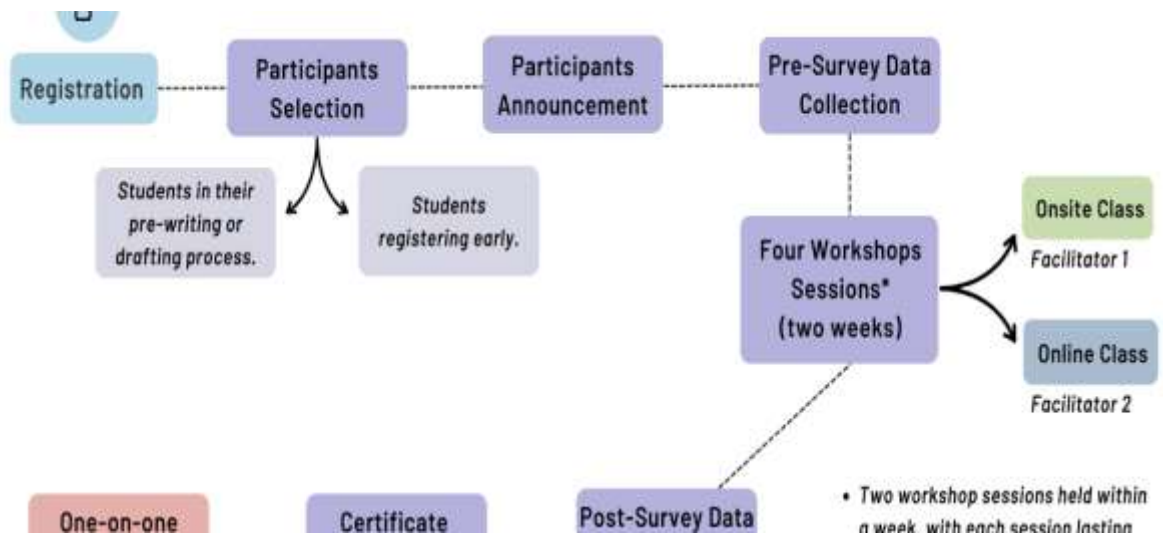 Registration
Participants
Selection
Participants
Announcement
Pre-Survey Data
Collection
Students in their
pre-writing or
drafting process.
Students
registering early.
Four Workshops
Sessions*
(two weeks)
Onsite Class
Facilitator 1
Online Class
Facilitator 2
One-on-one
Certificate
Post-Survey Data
• Two workshop sessions held within
a week, with each session lasting